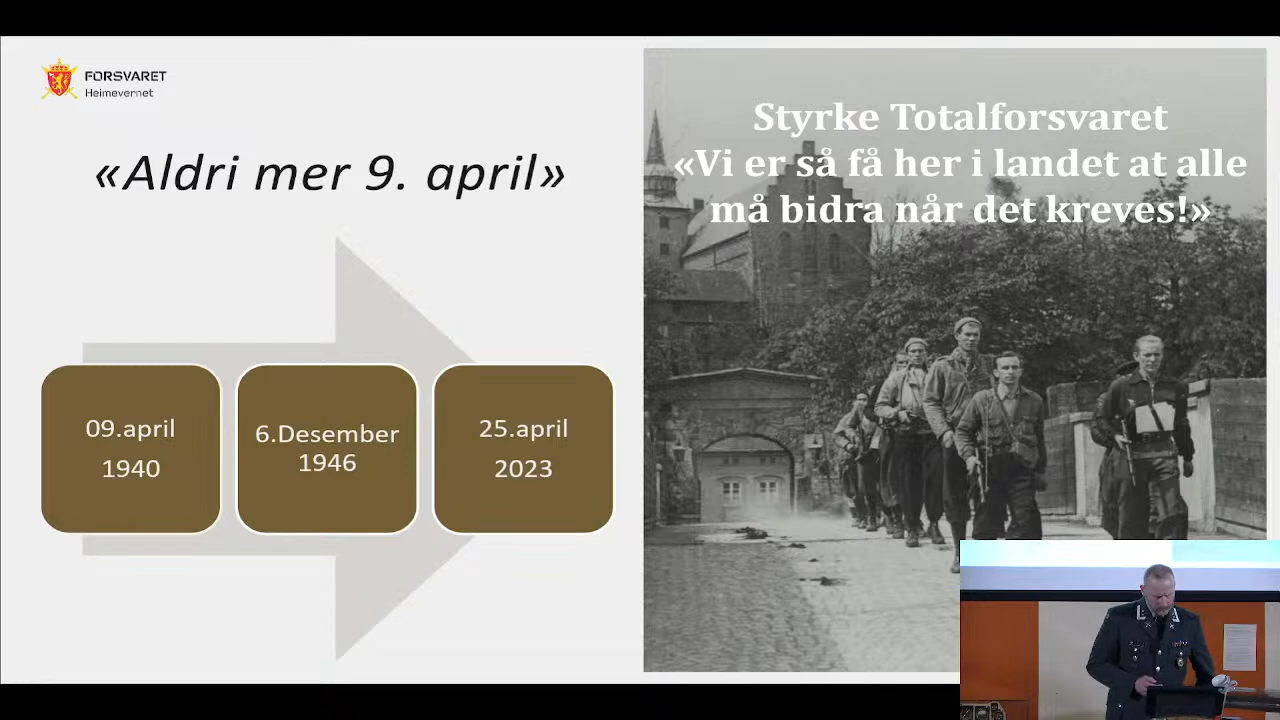 FORSVARET
Heimevernet
«Aldri mer 9. april»
09.april
1940
6.Desember
1946
25.april
2023
Styrke Totalforsvaret
«Vi er så få her i landet at alle
må bidra når det kreves!»